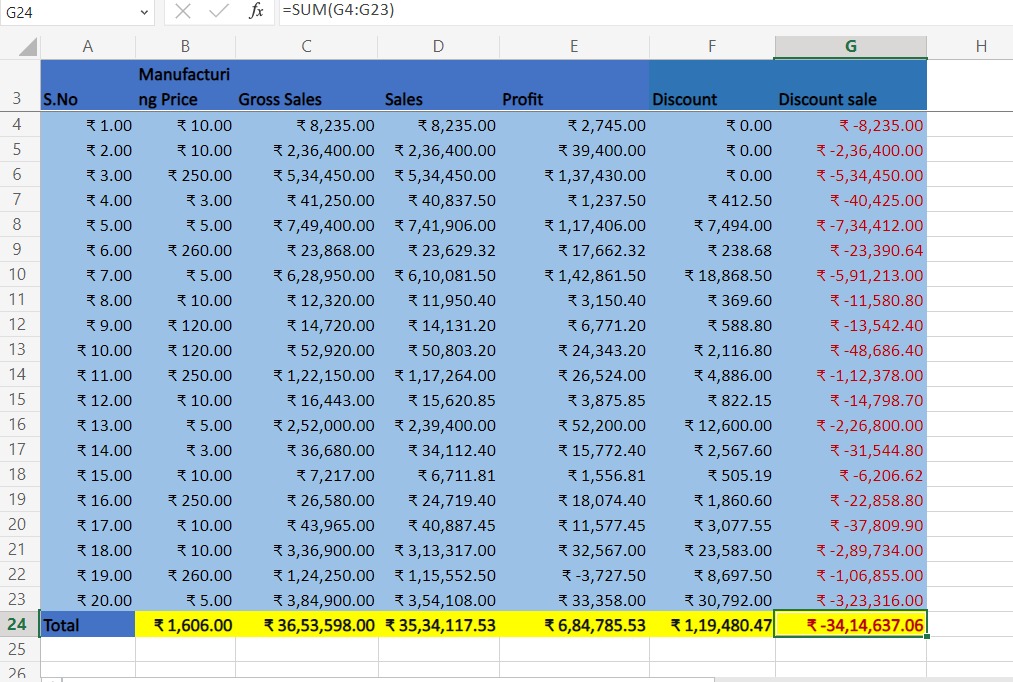 G24 fx =SUM(G4:G23)
A B C D E F G H
3 S.No Manufacturi
ng Price Gross Sales Sales Profit Discount Discount sale
4 ₹ 1.00 ₹ 10.00 ₹ 8,235.00 ₹ 8,235.00 ₹ 2,745.00 ₹ 0.00 ₹ -8,235.00
5 ₹ 2.00 ₹ 10.00 ₹ 2,36,400.00 ₹ 2,36,400.00 ₹ 39,400.00 ₹ 0.00 ₹ -2,36,400.00
6 ₹ 3.00 ₹ 250.00 ₹ 5,34,450.00 ₹ 5,34,450.00 ₹ 1,37,430.00 ₹ 0.00 ₹ -5,34,450.00
7 ₹ 4.00 ₹ 3.00 ₹ 41,250.00 ₹ 40,837.50 ₹ 1,237.50 ₹ 412.50 ₹ -40,425.00
8 ₹ 5.00 ₹ 5.00 ₹ 7,49,400.00 ₹ 7,41,906.00 ₹ 1,17,406.00 ₹ 7,494.00 ₹ -7,34,412.00
9 ₹ 6.00 ₹ 260.00 ₹ 23,868.00 ₹ 23,629.32 ₹ 17,662.32 ₹ 238.68 ₹ -23,390.64
10 ₹ 7.00 ₹ 5.00 ₹ 6,28,950.00 ₹ 6,10,081.50 ₹ 1,42,861.50 ₹ 18,868.50 ₹ -5,91,213.00
11 ₹ 8.00 ₹ 10.00 ₹ 12,320.00 ₹ 11,950.40 ₹ 3,150.40 ₹ 369.60 ₹ -11,580.80
12 ₹ 9.00 ₹ 120.00 ₹ 14,720.00 ₹ 14,131.20 ₹ 6,771.20 ₹ 588.80 ₹ -13,542.40
13 ₹ 10.00 ₹ 120.00 ₹ 52,920.00 ₹ 50,803.20 ₹ 24,343.20 ₹ 2,116.80 ₹ -48,686.40
14 ₹ 11.00 ₹ 250.00 ₹ 1,22,150.00 ₹ 1,17,264.00 ₹ 26,524.00 ₹ 4,886.00 ₹ -1,12,378.00
15 ₹ 12.00 ₹ 10.00 ₹ 16,443.00 ₹ 15,620.85 ₹ 3,875.85 ₹ 822.15 ₹ -14,798.70
16 ₹ 13.00 ₹ 5.00 ₹ 2,52,000.00 ₹ 2,39,400.00 ₹ 52,200.00 ₹ 12,600.00 ₹ -2,26,800.00
17 ₹ 14.00 ₹ 3.00 ₹ 36,680.00 ₹ 34,112.40 ₹ 15,772.40 ₹ 2,567.60 ₹ -31,544.80
18 ₹ 15.00 ₹ 10.00 ₹ 7,217.00 ₹ 6,711.81 ₹ 1,556.81 ₹ 505.19 ₹ -6,206.62
19 ₹ 16.00 ₹ 250.00 ₹ 26,580.00 ₹ 24,719.40 ₹ 18,074.40 ₹ 1,860.60 ₹ -22,858.80
20 ₹ 17.00 ₹ 10.00 ₹ 43,965.00 ₹ 40,887.45 ₹ 11,577.45 ₹ 3,077.55 ₹ -37,809.90
21 ₹ 18.00 ₹ 10.00 ₹ 3,36,900.00 ₹ 3,13,317.00 ₹ 32,567.00 ₹ 23,583.00 ₹ -2,89,734.00
22 ₹ 19.00 ₹ 260.00 ₹ 1,24,250.00 ₹ 1,15,552.50 ₹ -3,727.50 ₹ 8,697.50 ₹ -1,06,855.00
23 ₹ 20.00 ₹ 5.00 ₹ 3,84,900.00 ₹ 3,54,108.00 ₹ 33,358.00 ₹ 30,792.00 ₹ -3,23,316.00
24 Total ₹ 1,606.00 ₹ 36,53,598.00 ₹ 35,34,117.53 ₹ 6,84,785.53 ₹ 1,19,480.47 ₹ -34,14,637.06
25
26